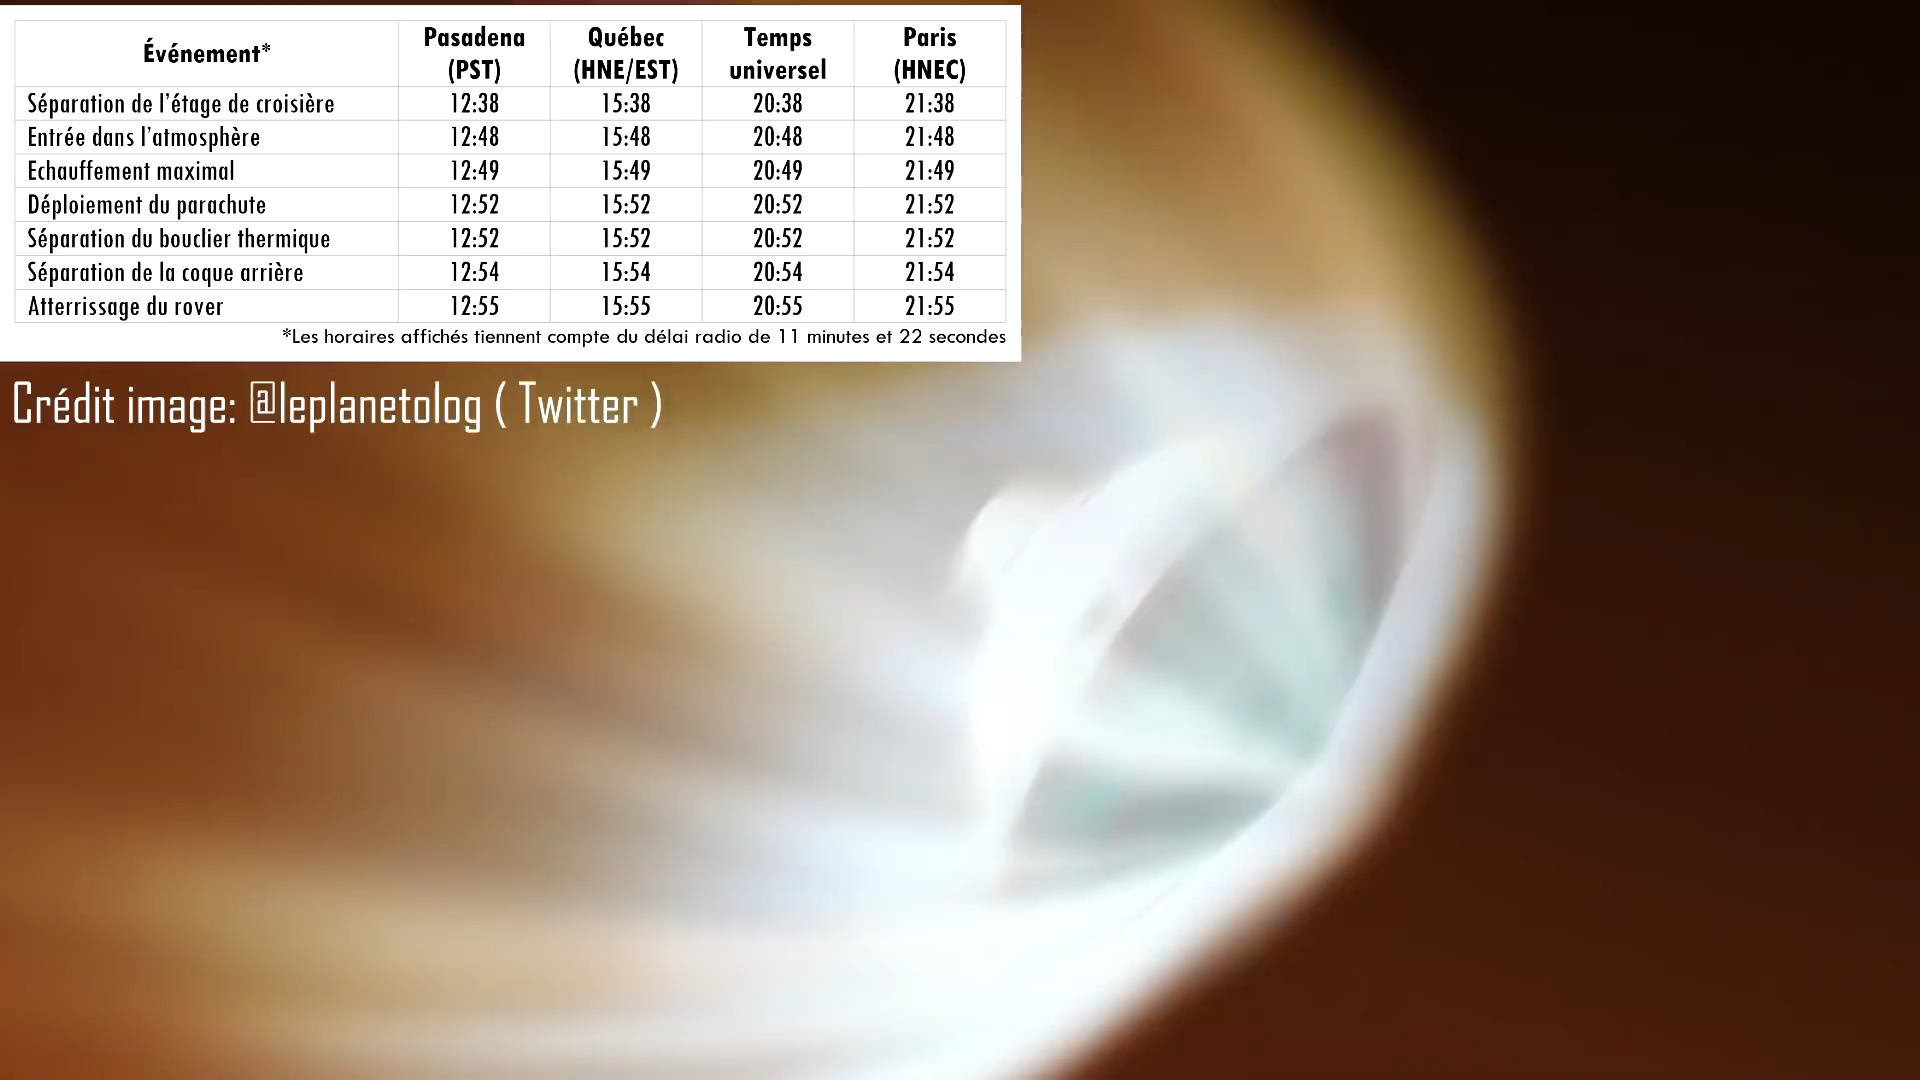 Événement* Pasadena (PST) Québec (HNE/EST) Temps universel Paris (HNEC)
Séparation de l'étage de croisière 12:38 15:38 20:38 21:38
Entrée dans l'atmosphère 12:48 15:48 20:48 21:48
Echauffement maximal 12:49 15:49 20:49 21:49
Déploiement du parachute 12:52 15:52 20:52 21:52
Séparation du bouclier thermique 12:52 15:52 20:52 21:52
Séparation de la coque arrière 12:54 15:54 20:54 21:54
Atterrissage du rover 12:55 15:55 20:55 21:55
*Les horaires affichés tiennent compte du délai radio de 11 minutes et 22 secondes
Crédit image: @leplanetolog ( Twitter )